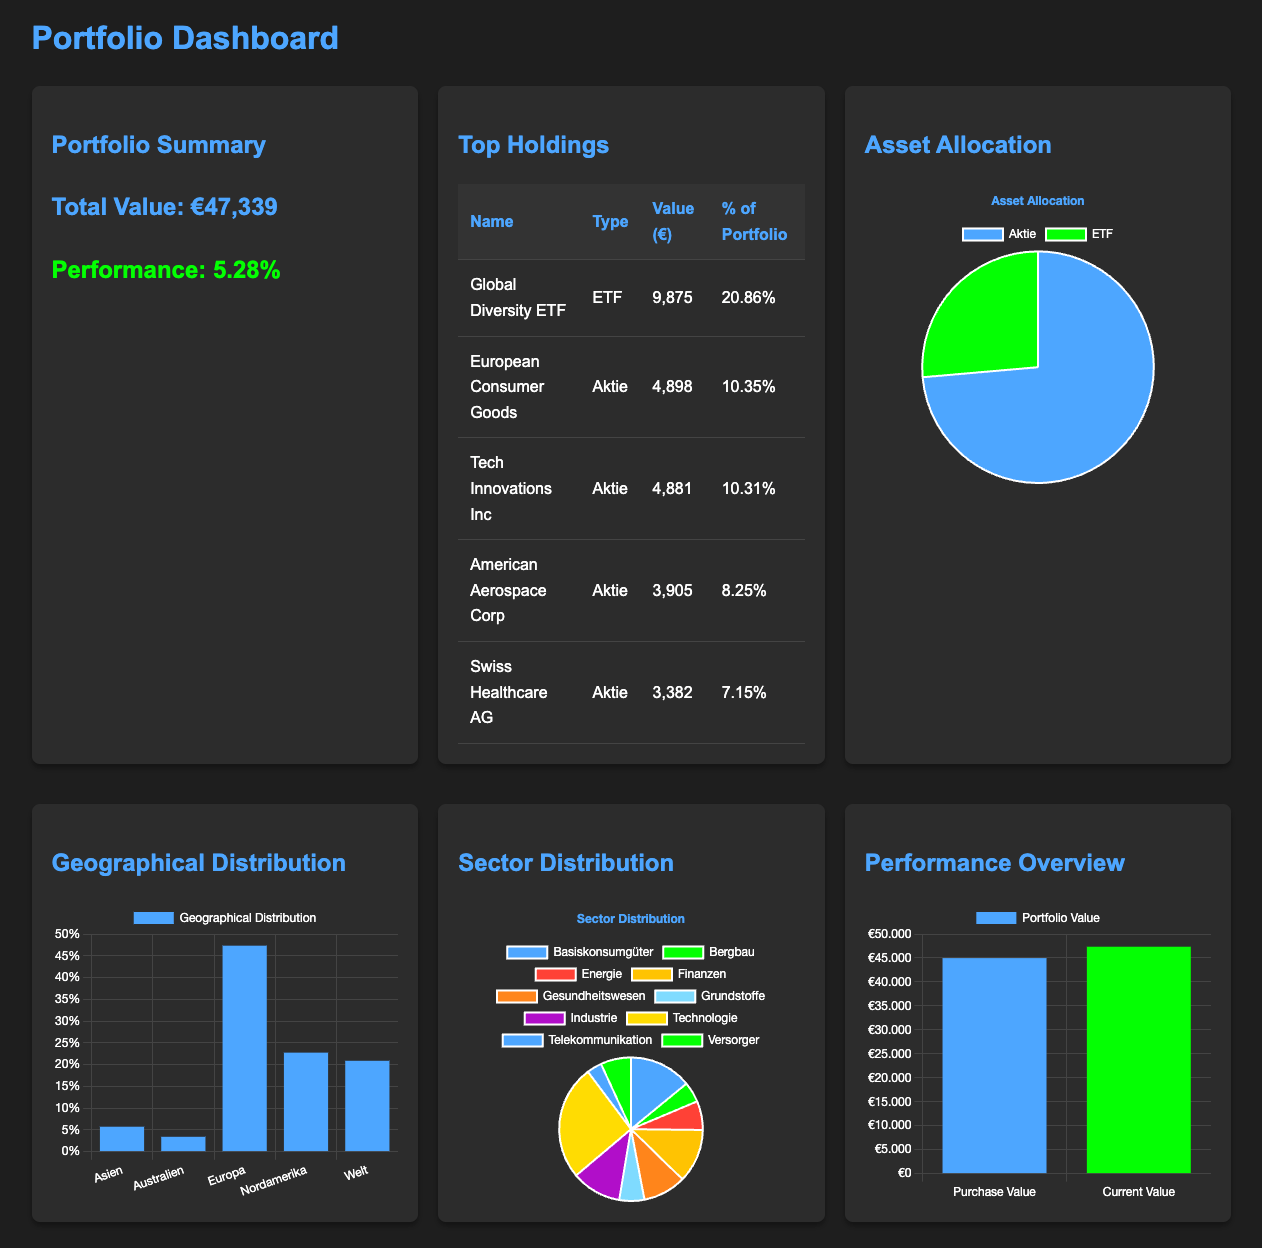 Portfolio Dashboard
Portfolio Summary
Total Value: €47,339
Performance: 5.28%
Top Holdings
Name Type Value (€) % of Portfolio
Global Diversity ETF ETF 9,875 20.86%
European Consumer Goods Aktie 4,898 10.35%
Tech Innovations Inc Aktie 4,881 10.31%
American Aerospace Corp Aktie 3,905 8.25%
Swiss Healthcare AG Aktie 3,382 7.15%
Asset Allocation
Asset Allocation
Aktie ETF
Geographical Distribution
Geographical Distribution
50%
45%
40%
35%
30%
25%
20%
15%
10%
5%
0%
Asien Australien Europa Nordamerika Welt
Sector Distribution
Sector Distribution
Basiskonsumgüter Bergbau
Energie Finanzen
Gesundheitswesen Grundstoffe
Industrie Technologie
Telekommunikation Versorger
Performance Overview
Portfolio Value
€50.000
€45.000
€40.000
€35.000
€30.000
€25.000
€20.000
€15.000
€10.000
€5.000
€0
Purchase Value Current Value